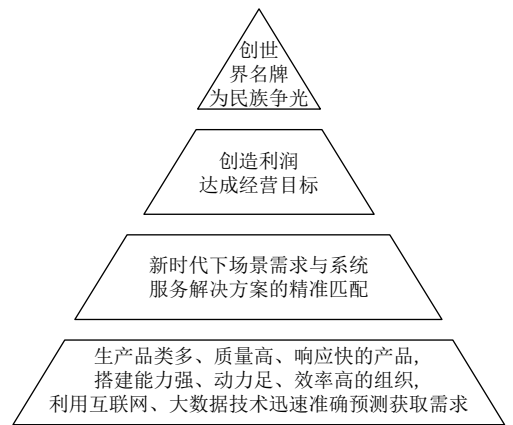 创世
界名牌
为民族争光
创造利润
达成经营目标
新时代下场景需求与系统
服务解决方案的精准匹配
生产品类多、质量高、响应快的产品,
搭建能力强、动力足、效率高的组织,
利用互联网、大数据技术迅速准确预测获取需求